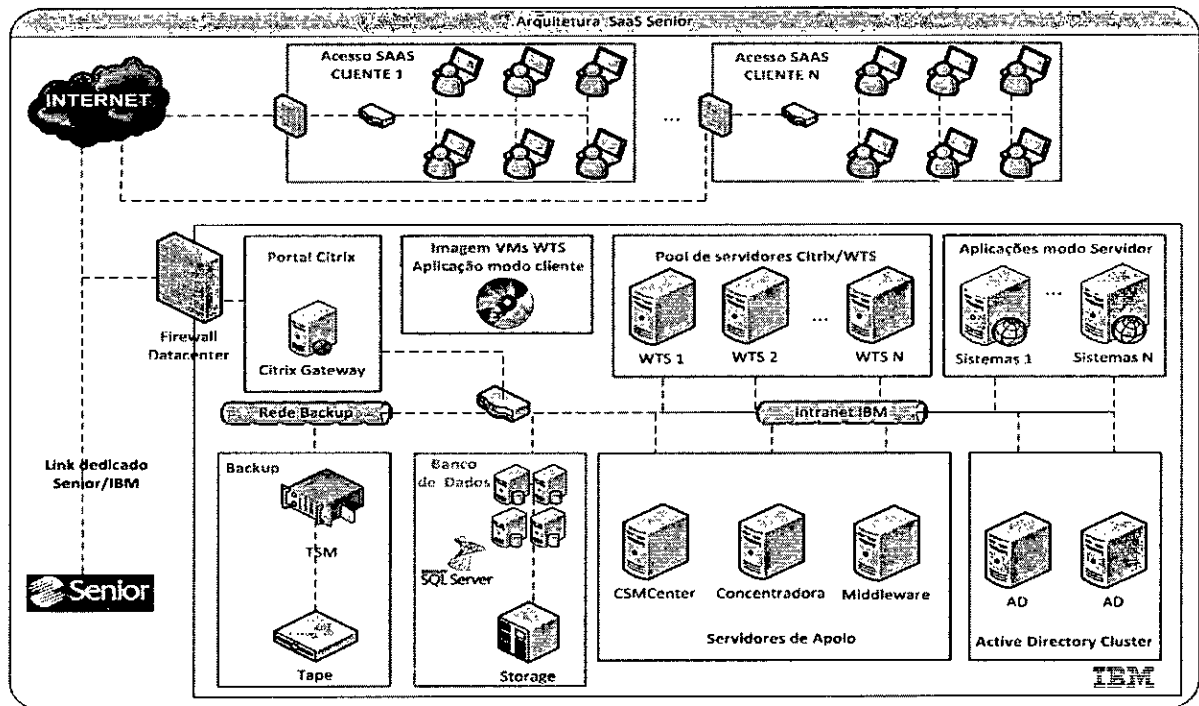 Arquitetura SaaS Senior
INTERNET
Acesso SAAS
CLIENTE 1
...
Acesso SAAS
CLIENTE N
Firewall
Datacenter
Portal Citrix
Citrix Gateway
Imagem VMs WTS
Aplicação modo cliente
Pool de servidores Citrix/WTS
WTS 1
WTS 2
...
WTS N
Aplicações modo Servidor
...
Sistemas 1
Sistemas N
Rede Backup
Intranet IBM
Link dedicado
Senior/IBM
Senior
Backup
TSM
Tape
Banco
de Dados
SQL Server
Storage
CSMCenter
Concentradora
Middleware
Servidores de Apoio
AD
AD
Active Directory Cluster
IBM